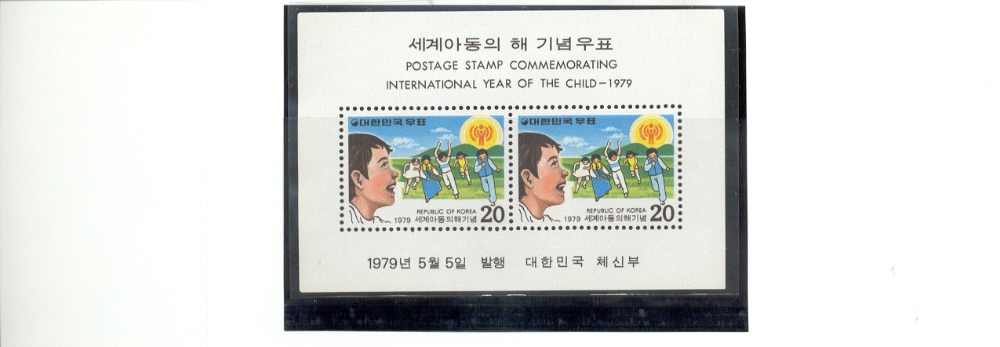 세계아동의 해 기념우표
POSTAGE STAMP COMMEMORATING
INTERNATIONAL YEAR OF THE CHILD-1979
대한민국우표
REPUBLIC OF KOREA
1979 세계아동의해기념 20
대한민국우표
REPUBLIC OF KOREA
1979 세계아동의해기념 20
1979년 5월 5일 발행 대한민국 체신부